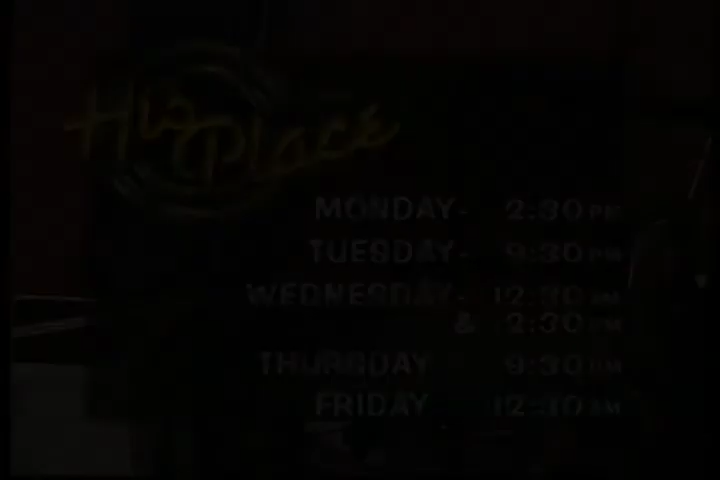 His Place
MONDAY- 2:30 PM
TUESDAY- 9:30 PM
WEDNESDAY- 12:30 AM
& 2:30 PM
THURSDAY 9:30 PM
FRIDAY 12:30 AM